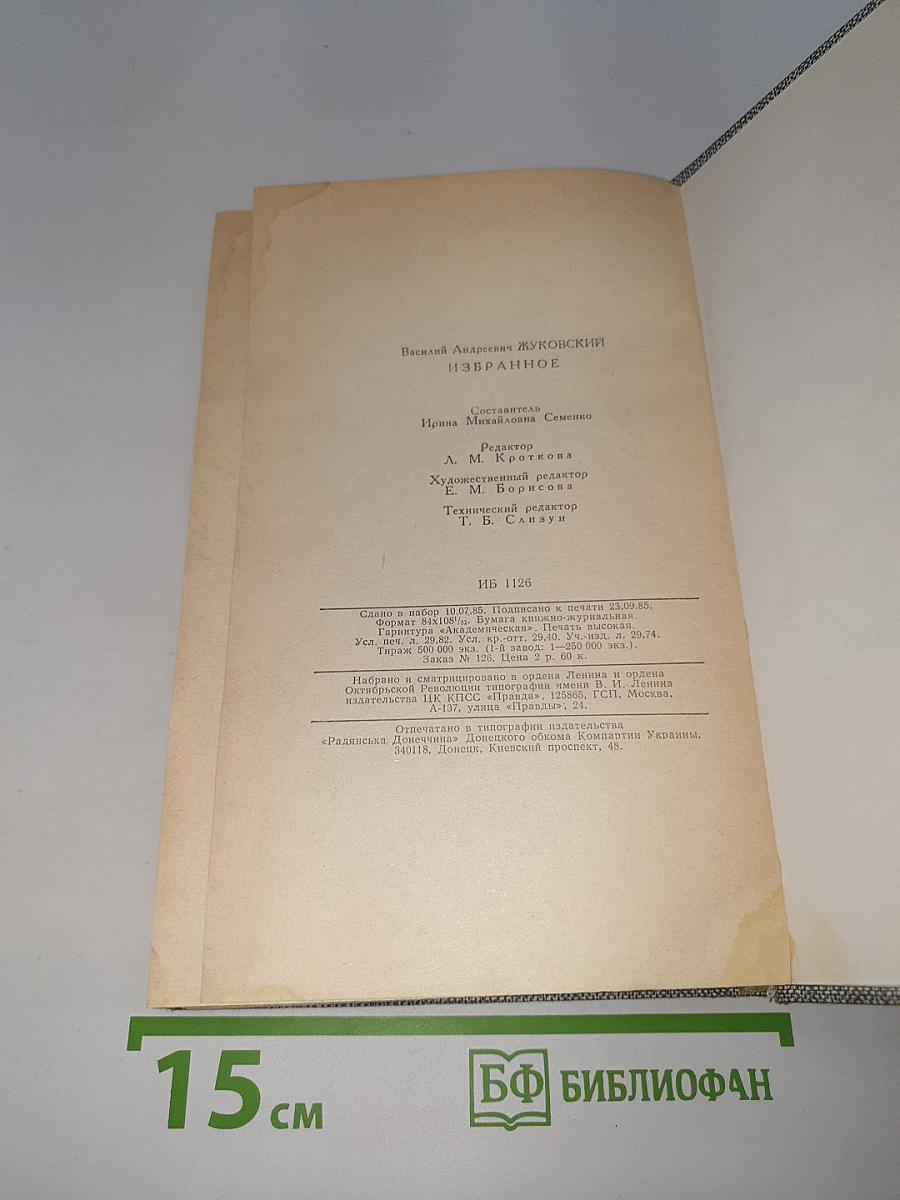 Василий Андреевич ЖУКОВСКИЙ
ИЗБРАННОЕ
Составитель
Ирина Михайловна Семенко
Редактор
Л. М. Кроткова
Художественный редактор
Е. М. Борисова
Технический редактор
Т. Б. Слизун
ИБ 1126
Сдано в набор 10.07.85. Подписано к печати 23.09.85.
Формат 84х108¹/₃₂. Бумага книжно-журнальная.
Гарнитура «Академическая». Печать высокая.
Усл. печ. л. 29,82. Усл. кр.-отт. 29,40. Уч.-изд. л. 29,74.
Тираж 500 000 экз. (1-й завод: 1—250 000 экз.).
Заказ № 126. Цена 2 р. 60 к.
Набрано и сматрицировано в ордена Ленина и ордена
Октябрьской Революции типографии имени В. И. Ленина
издательства ЦК КПСС «Правда». 125865, ГСП, Москва,
А-137, улица «Правды», 24.
Отпечатано в типографии издательства
«Радянська Донеччина» Донецкого обкома Компартии Украины.
340118, Донецк, Киевский проспект, 48.
15 см
БФ БИБЛИОФАН